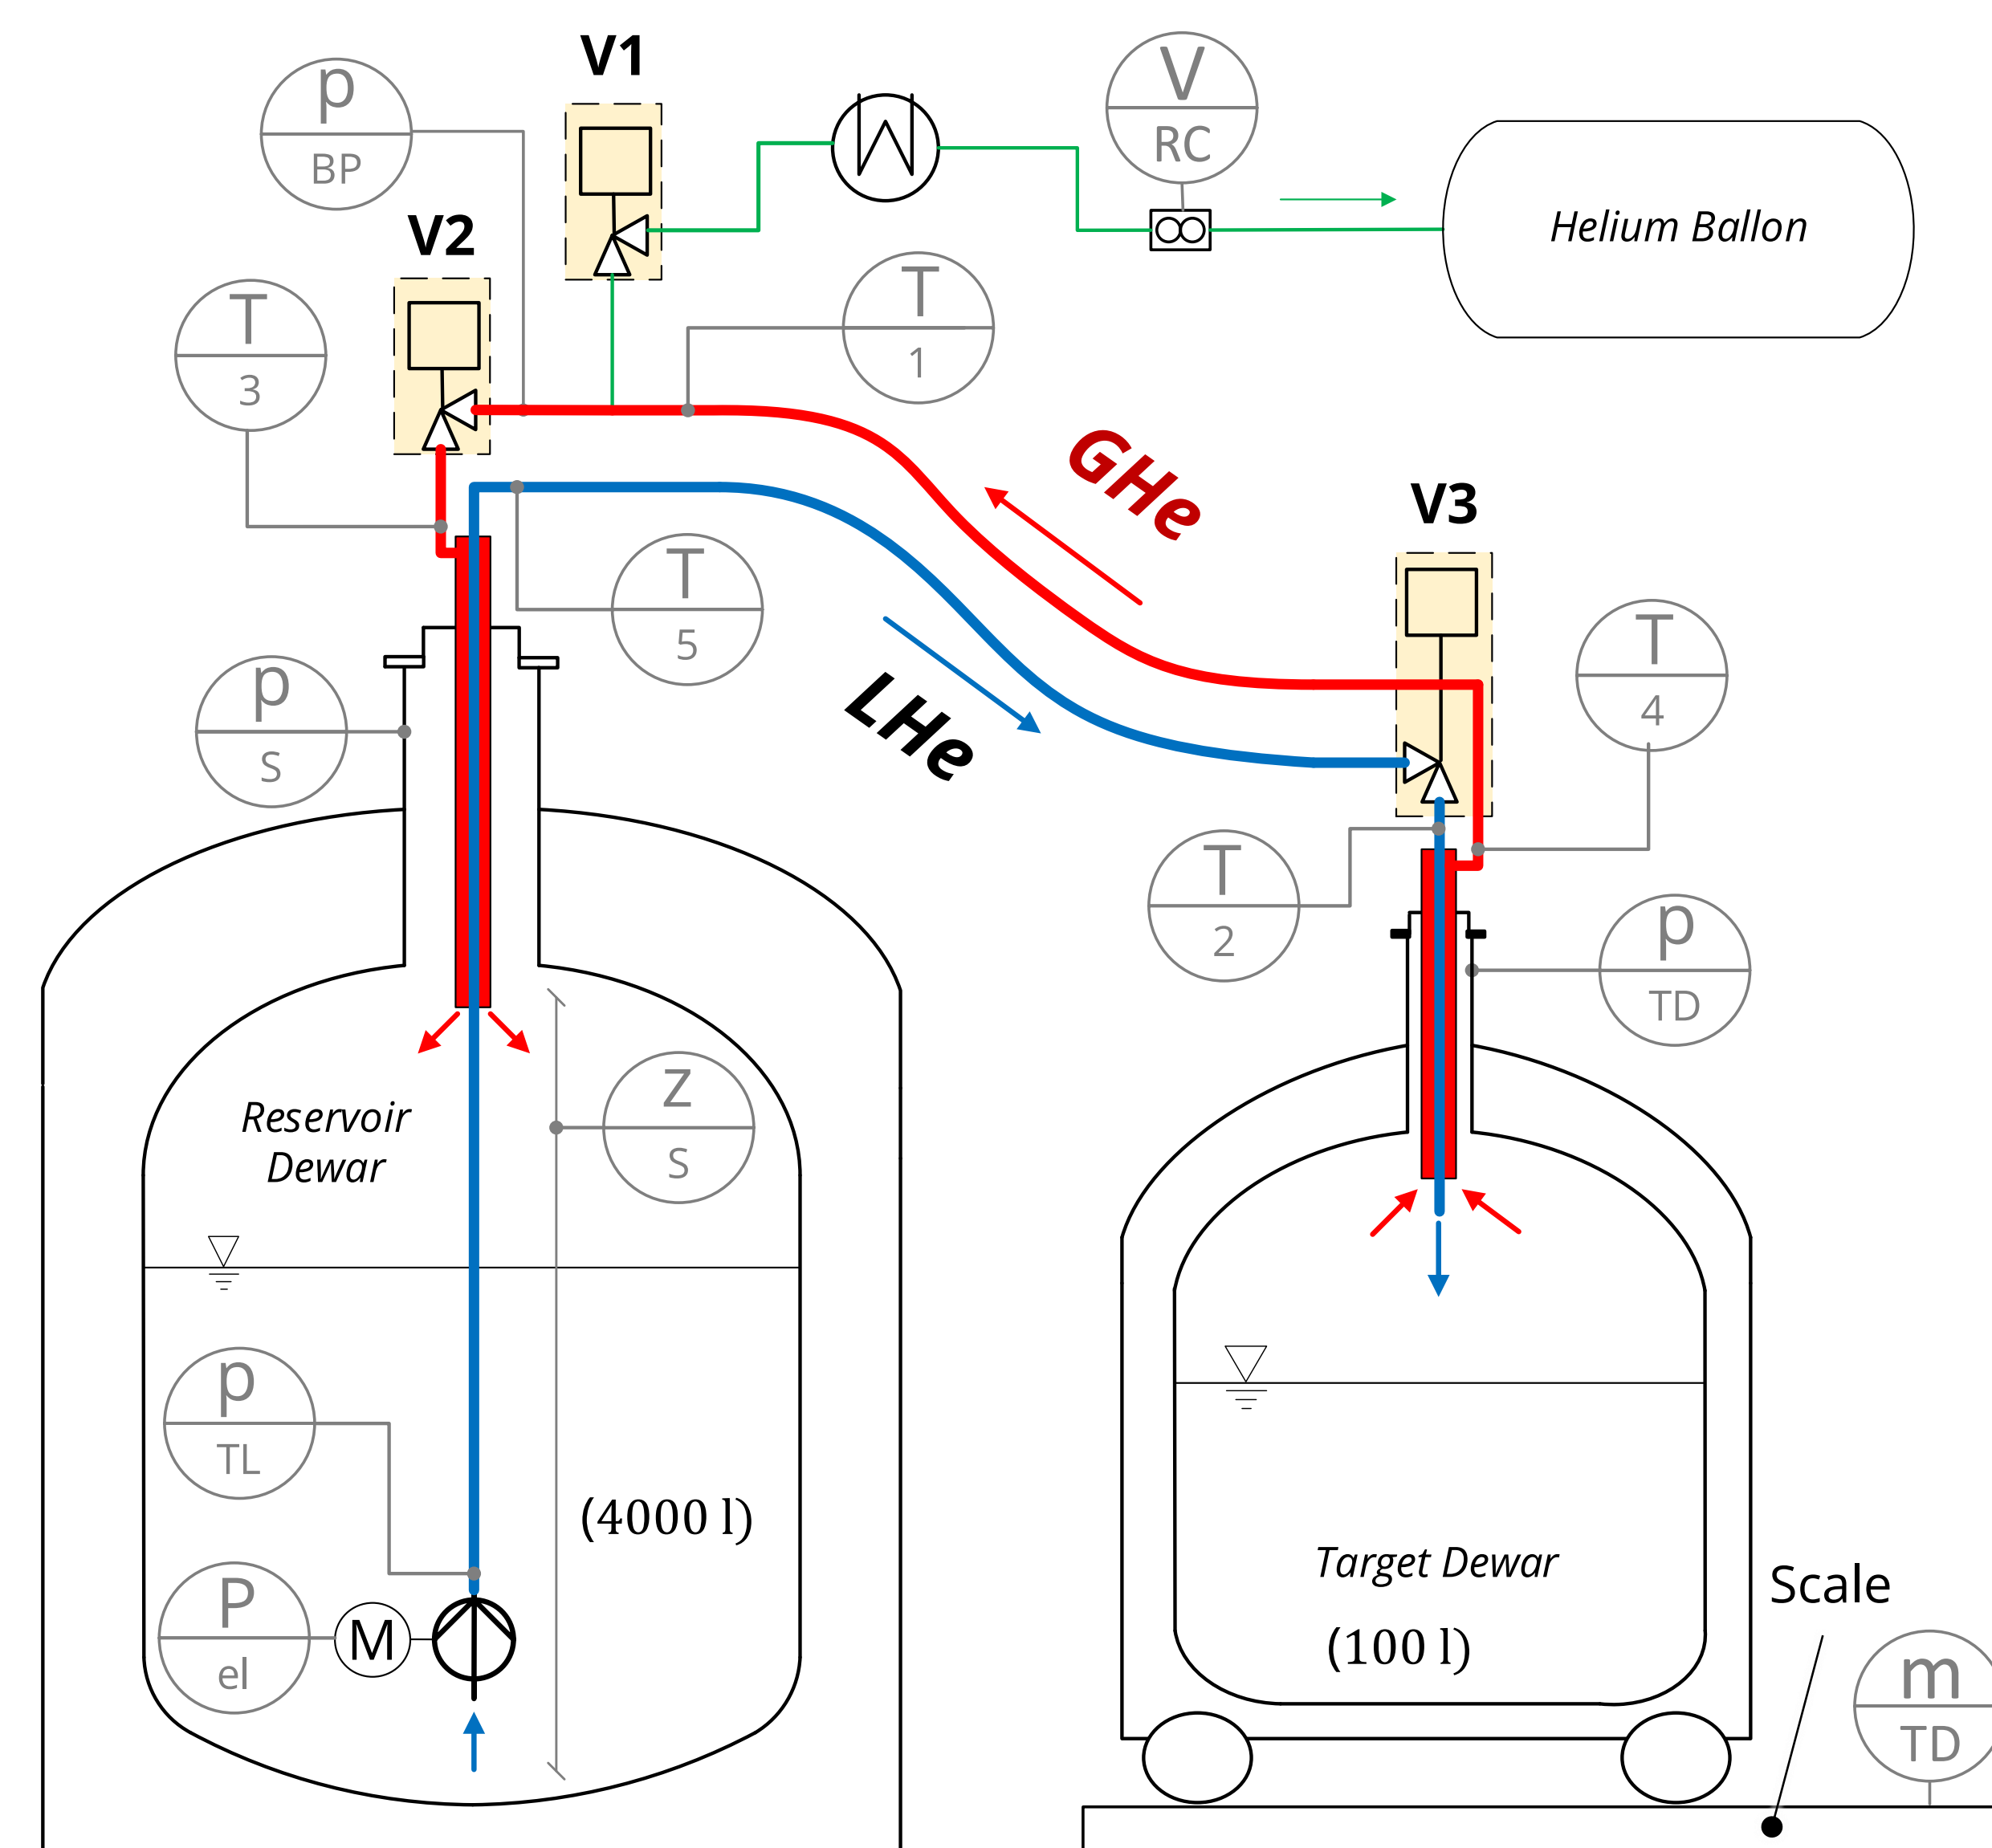 V1
p
BP
V
RC
Helium Ballon
V2
T
3
T
1
GHe
V3
T
5
T
4
p
S
LHe
T
2
p
TD
Reservoir
Dewar
Z
S
p
TL
(4000 l)
Target Dewar
(100 l)
Scale
P
el
M
m
TD